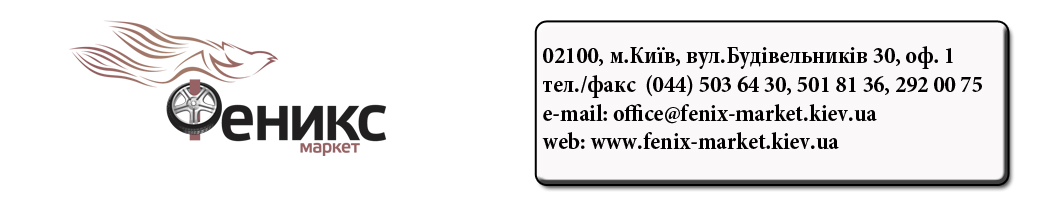 Феникс
маркет
02100, м.Київ, вул.Будівельників 30, оф. 1
тел./факс (044) 503 64 30, 501 81 36, 292 00 75
e-mail: office@fenix-market.kiev.ua
web: www.fenix-market.kiev.ua